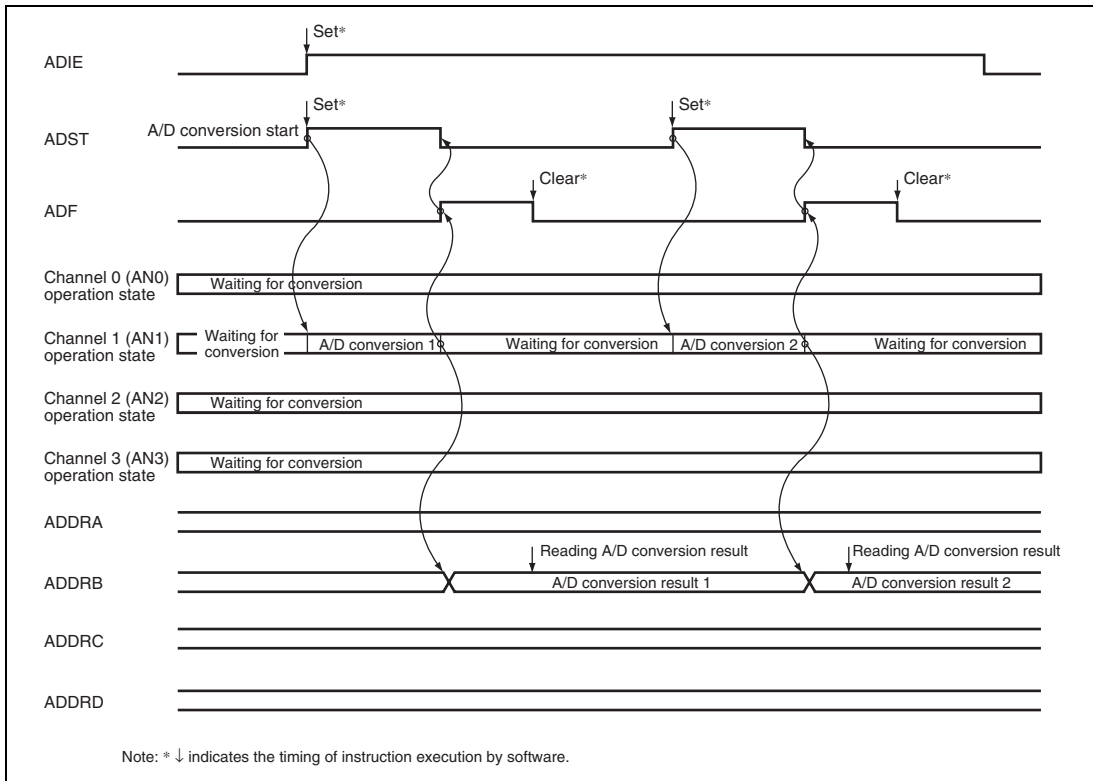 Set*
ADIE
Set*
Set*
A/D conversion start
ADST
Clear*
Clear*
ADF
Channel 0 (AN0)
operation state
Waiting for conversion
Channel 1 (AN1)
operation state
Waiting for
conversion
A/D conversion 1
Waiting for conversion
A/D conversion 2
Waiting for conversion
Channel 2 (AN2)
operation state
Waiting for conversion
Channel 3 (AN3)
operation state
Waiting for conversion
ADDRA
Reading A/D conversion result
Reading A/D conversion result
ADDRB
A/D conversion result 1
A/D conversion result 2
ADDRC
ADDRD
Note: * ↓ indicates the timing of instruction execution by software.